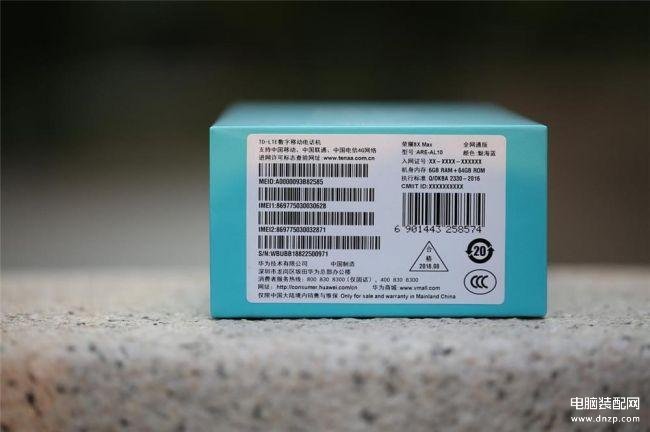 TD-LTE数字移动电话机
支持中国移动、中国联通、中国电信4G网络
进网许可标志查验网址:www.tenaa.com.cn
MEID:A0000093B82585
IMEI1:869775030030628
IMEI2:869775030032871
S/N:WBUBB18822500971
华为技术有限公司 中国制造
深圳市龙岗区坂田华为总部办公楼
消费者服务热线: 800 830 8300(仅固话), 400 830 8300
网址: http://consumer.huawei.com/cn 华为商城: www.vmall.com
仅限中国大陆境内销售与维保 Only for sale and warranty in Mainland China
荣耀8X Max 全网通版
型号: ARE-AL10 颜色: 魅海蓝
入网证号: XX-XXXX-XXXXXX
机身内存 6GB RAM+64GB ROM
执行标准 Q/DKBA 2330-2016
CMIIT ID:XXXXXXXXXX
6 901443 258574
合
格
2018.08
20
CCC
电脑装配网
www.dnzp.com